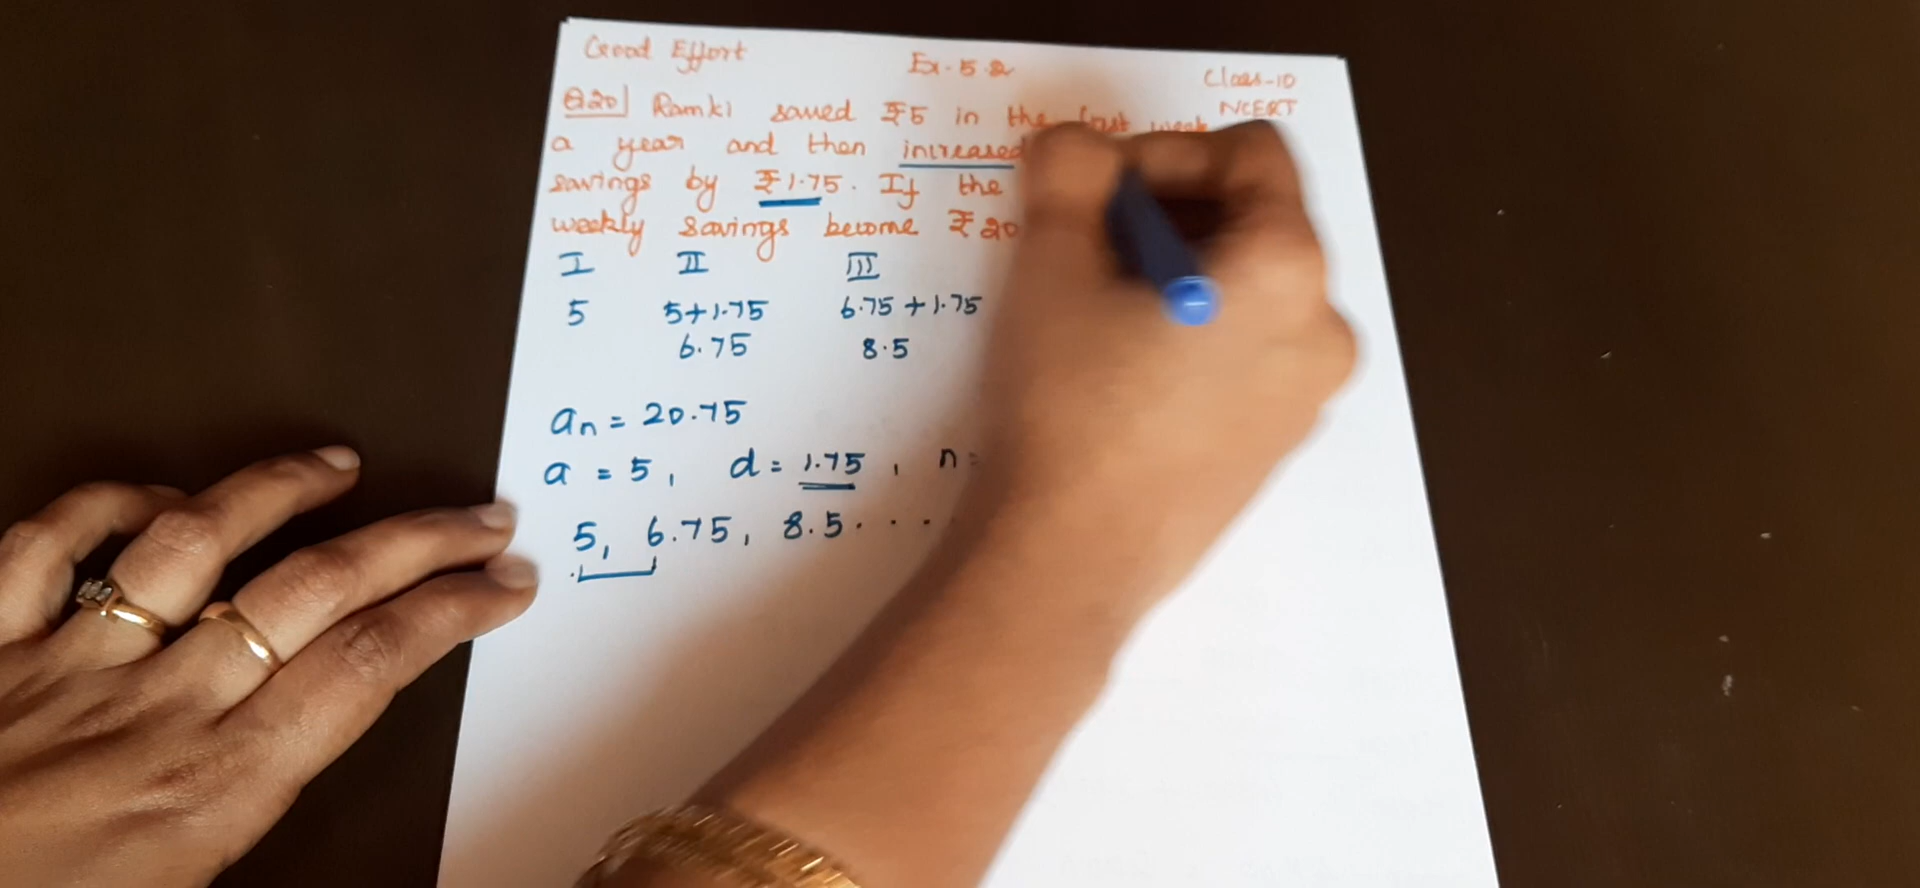 Good Effort Ex. 5.2 Class-10
NCERT
Q20) Ramki saved ₹5 in the first week
a year and then increased
savings by ₹1.75. If the
weekly savings become ₹20
I II III
5 5+1.75 6.75 + 1.75
6.75 8.5
an = 20.75
a = 5, d = 1.75, n =
5, 6.75, 8.5. . . .